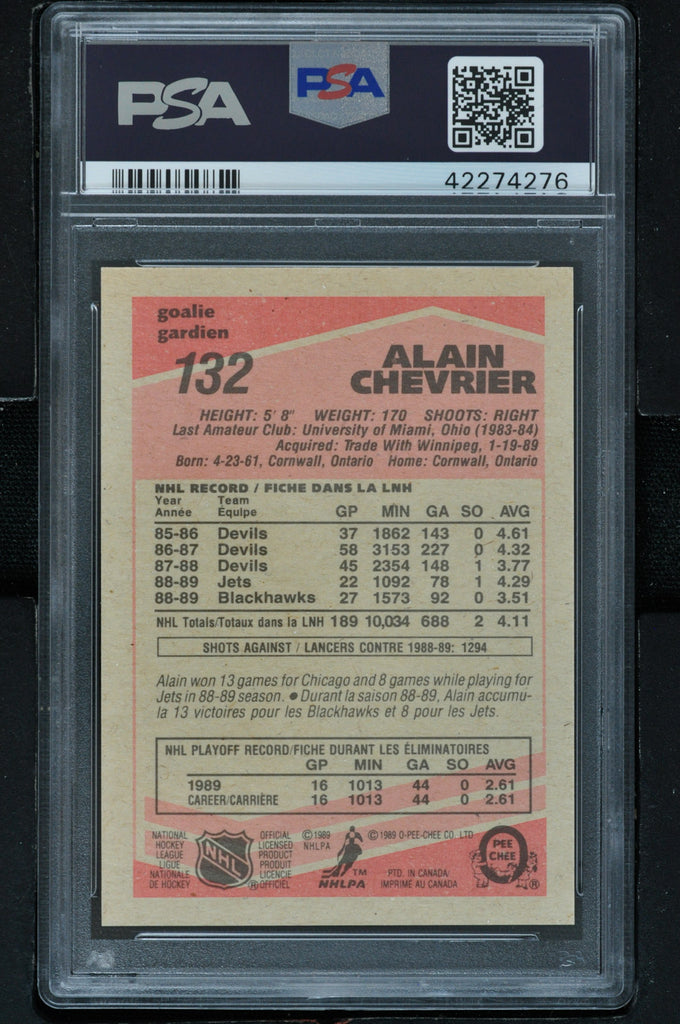 PSA
PSA
42274276
goalie
gardien
132
ALAIN
CHEVRIER
HEIGHT: 5' 8" WEIGHT: 170 SHOOTS: RIGHT
Last Amateur Club: University of Miami, Ohio (1983-84)
Acquired: Trade With Winnipeg, 1-19-89
Born: 4-23-61, Cornwall, Ontario Home: Cornwall, Ontario
NHL RECORD / FICHE DANS LA LNH
Year Team
Année Équipe GP MIN GA SO AVG
85-86 Devils 37 1862 143 0 4.61
86-87 Devils 58 3153 227 0 4.32
87-88 Devils 45 2354 148 1 3.77
88-89 Jets 22 1092 78 1 4.29
88-89 Blackhawks 27 1573 92 0 3.51
NHL Totals/Totaux dans la LNH 189 10,034 688 2 4.11
SHOTS AGAINST / LANCERS CONTRE 1988-89: 1294
Alain won 13 games for Chicago and 8 games while playing for
Jets in 88-89 season. ● Durant la saison 88-89, Alain accumu-
la 13 victoires pour les Blackhawks et 8 pour les Jets.
NHL PLAYOFF RECORD/FICHE DURANT LES ÉLIMINATOIRES
GP MIN GA SO AVG
1989 16 1013 44 0 2.61
CAREER/CARRIÈRE 16 1013 44 0 2.61
NATIONAL
HOCKEY
LEAGUE
LIGUE
NATIONALE
DE HOCKEY
NHL
®
OFFICIAL
LICENSED
PRODUCT
PRODUIT
LICENCIÉ
OFFICIEL
© 1989
NHLPA
TM
NHLPA
© 1989 O-PEE-CHEE CO. LTD.
PTD. IN CANADA
IMPRIMÉ AU CANADA
O
PEE
CHEE
®